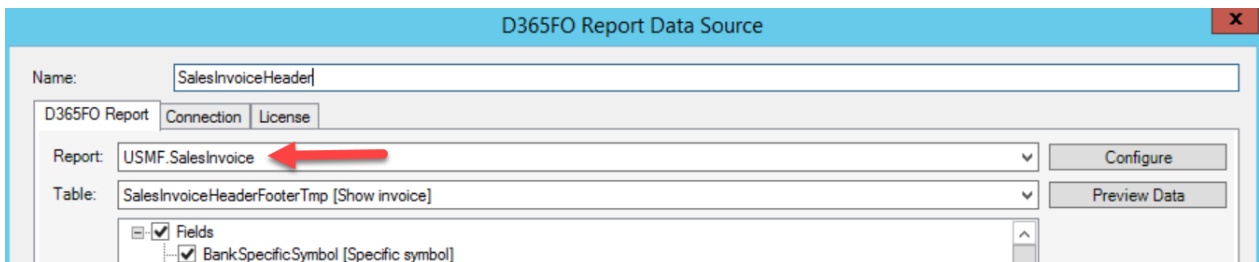 D365FO Report Data Source
x
Name: SalesInvoiceHeader
D365FO Report Connection License
Report: USMF.SalesInvoice Configure
Table: SalesInvoiceHeaderFooterTmp [Show invoice] Preview Data
Fields
BankSpecificSymbol [Specific symbol]